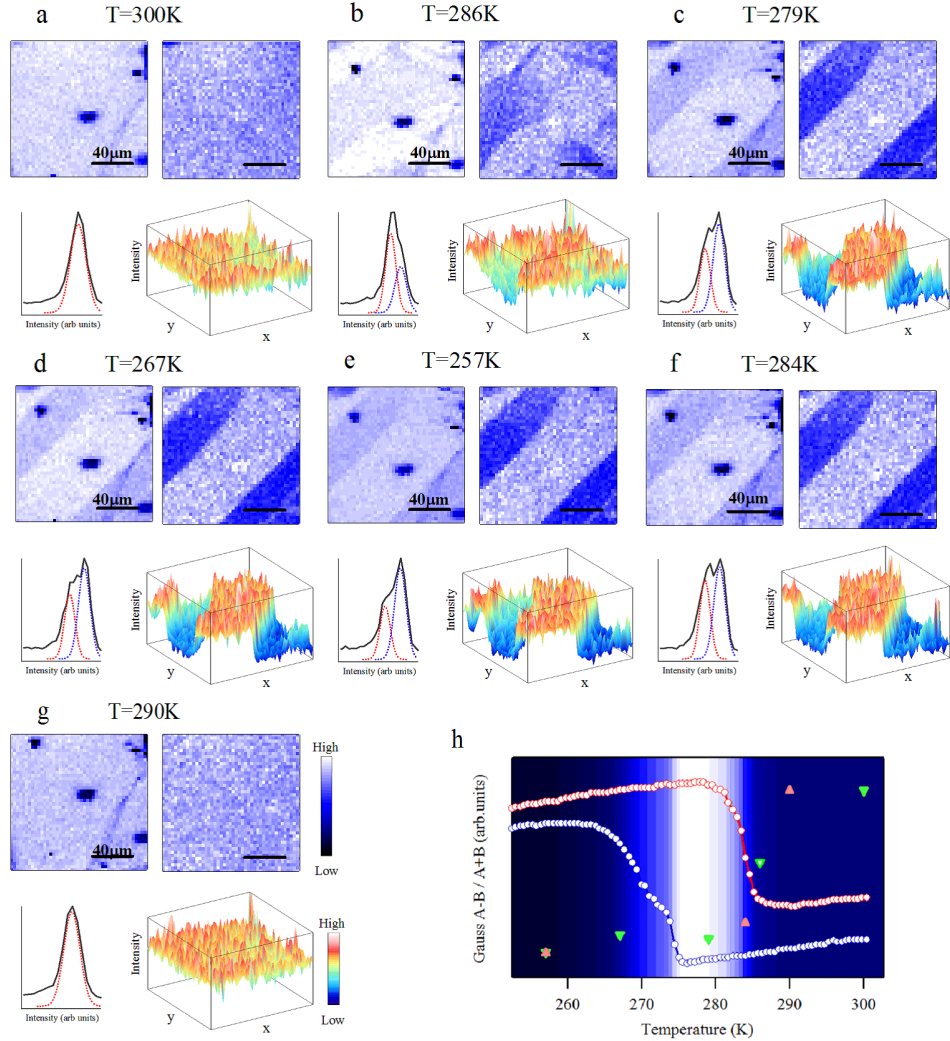 a T=300K
b T=286K
c T=279K
40μm
40μm
40μm
Intensity (arb units)
Intensity
y
x
Intensity (arb units)
Intensity
y
x
Intensity (arb units)
Intensity
y
x
d T=267K
e T=257K
f T=284K
40μm
40μm
40μm
Intensity (arb units)
Intensity
y
x
Intensity (arb units)
Intensity
y
x
Intensity (arb units)
Intensity
y
x
g T=290K
40μm
High
Low
Intensity (arb units)
Intensity
y
x
High
Low
h
Gauss A-B / A+B (arb.units)
260 270 280 290 300
Temperature (K)